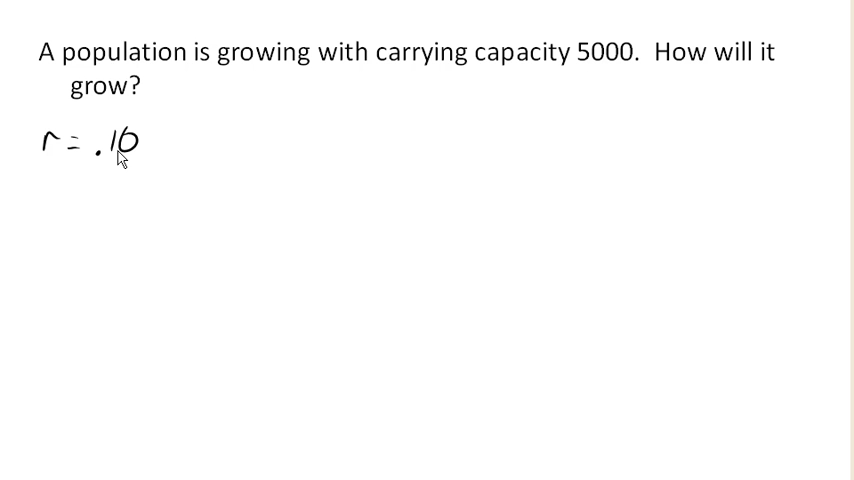 A population is growing with carrying capacity 5000. How will it
grow?
r = .10